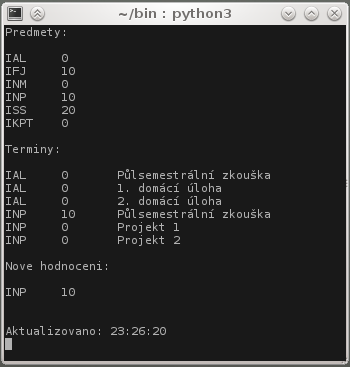 ~/bin : python3
Predmety:
IAL 0
IFJ 10
INM 0
INP 10
ISS 20
IKPT 0
Terminy:
IAL 0 Půlsemestrální zkouška
IAL 0 1. domácí úloha
IAL 0 2. domácí úloha
INP 10 Půlsemestrální zkouška
INP 0 Projekt 1
INP 0 Projekt 2
Nove hodnoceni:
INP 10
Aktualizovano: 23:26:20